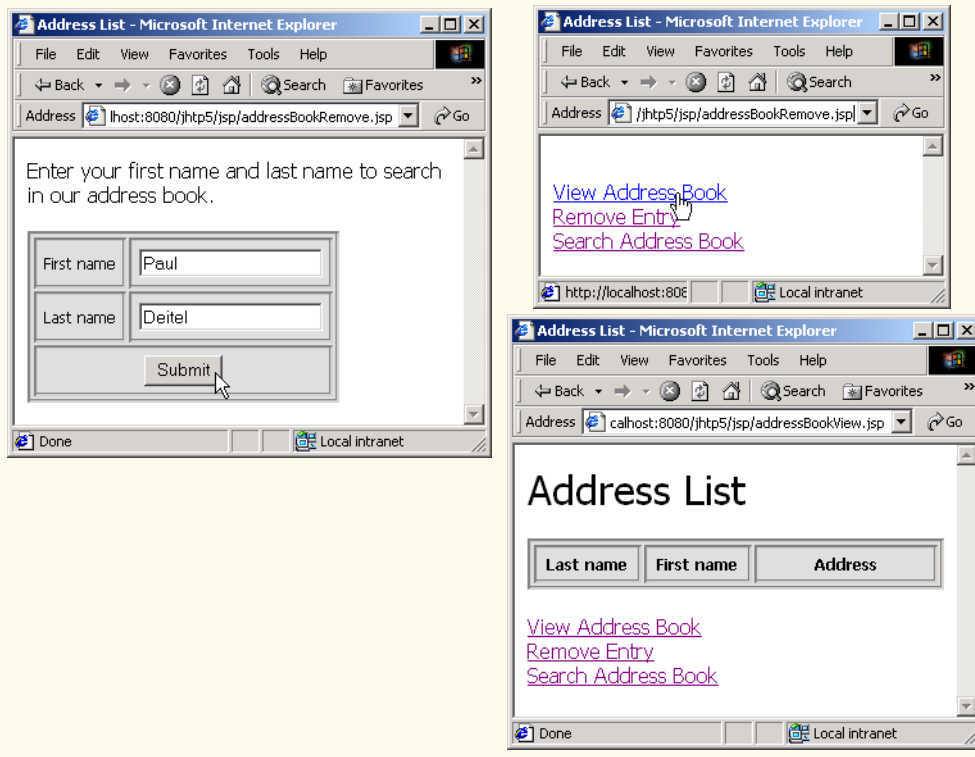 Address List - Microsoft Internet Explorer
File Edit View Favorites Tools Help
Back Search Favorites »
Address lhost:8080/jhtp5/jsp/addressBookRemove.jsp Go
Enter your first name and last name to search
in our address book.
First name Paul
Last name Deitel
Submit
Done Local intranet
Address List - Microsoft Internet Explorer
File Edit View Favorites Tools Help
Back Search »
Address /jhtp5/jsp/addressBookRemove.jsp Go
View Address Book
Remove Entry
Search Address Book
http://localhost:808 Local intranet
Address List - Microsoft Internet Explorer
File Edit View Favorites Tools Help
Back Search Favorites »
Address calhost:8080/jhtp5/jsp/addressBookView.jsp Go
Address List
Last name First name Address
View Address Book
Remove Entry
Search Address Book
Done Local intranet